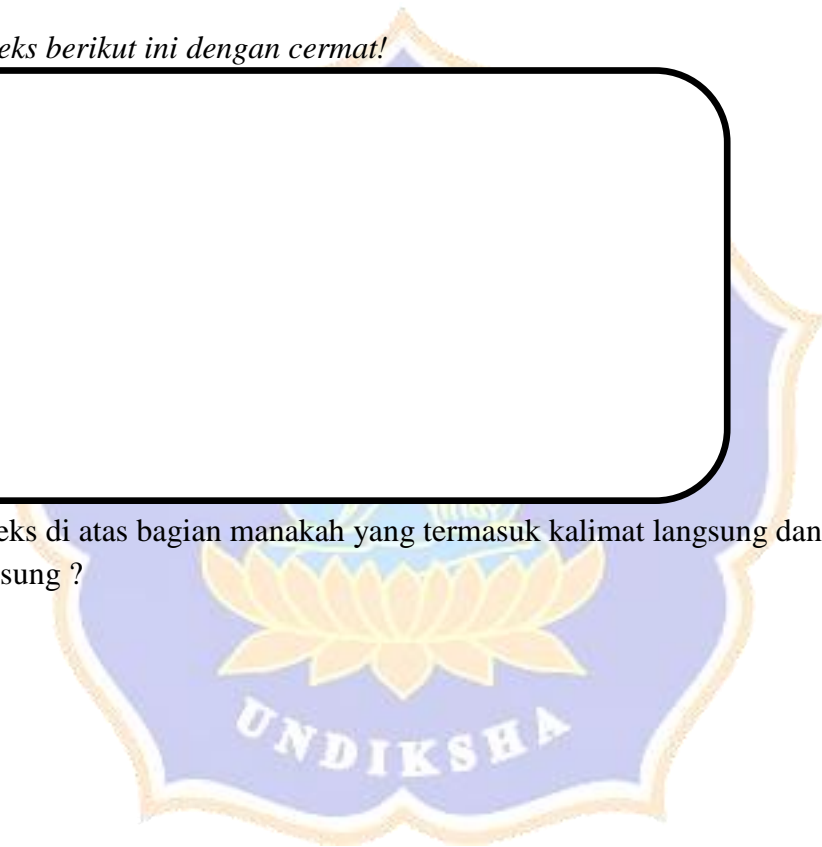 eks berikut ini dengan cermat!
eks di atas bagian manakah yang termasuk kalimat langsung dan
sung ?
UNDIKSHA